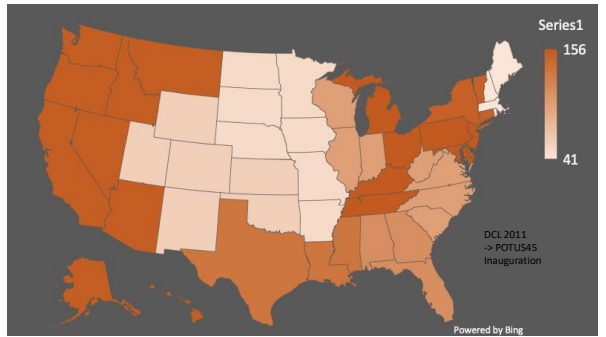 Series1
156
41
DCL 2011
-> POTUS45
Inauguration
Powered by Bing